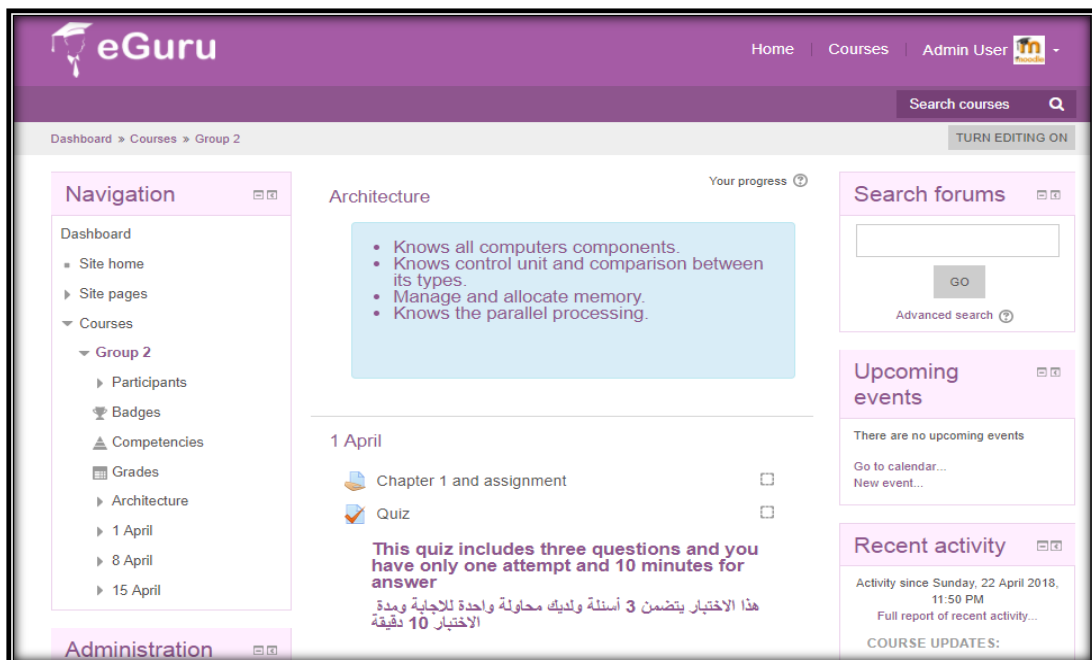 eGuru
Home
Courses
Admin User
moodle
Search courses
Dashboard » Courses » Group 2
TURN EDITING ON
Navigation
Dashboard
Site home
Site pages
Courses
Group 2
Participants
Badges
Competencies
Grades
Architecture
1 April
8 April
15 April
Administration
Your progress
Architecture
• Knows all computers components.
• Knows control unit and comparison between
its types.
• Manage and allocate memory.
• Knows the parallel processing.
1 April
Chapter 1 and assignment
Quiz
This quiz includes three questions and you
have only one attempt and 10 minutes for
answer
هذا الاختبار يتضمن 3 أسئلة ولديك محاولة واحدة للاجابة ومدة
الاختبار 10 دقيقة
Search forums
GO
Advanced search
Upcoming
events
There are no upcoming events
Go to calendar...
New event...
Recent activity
Activity since Sunday, 22 April 2018,
11:50 PM
Full report of recent activity...
COURSE UPDATES: